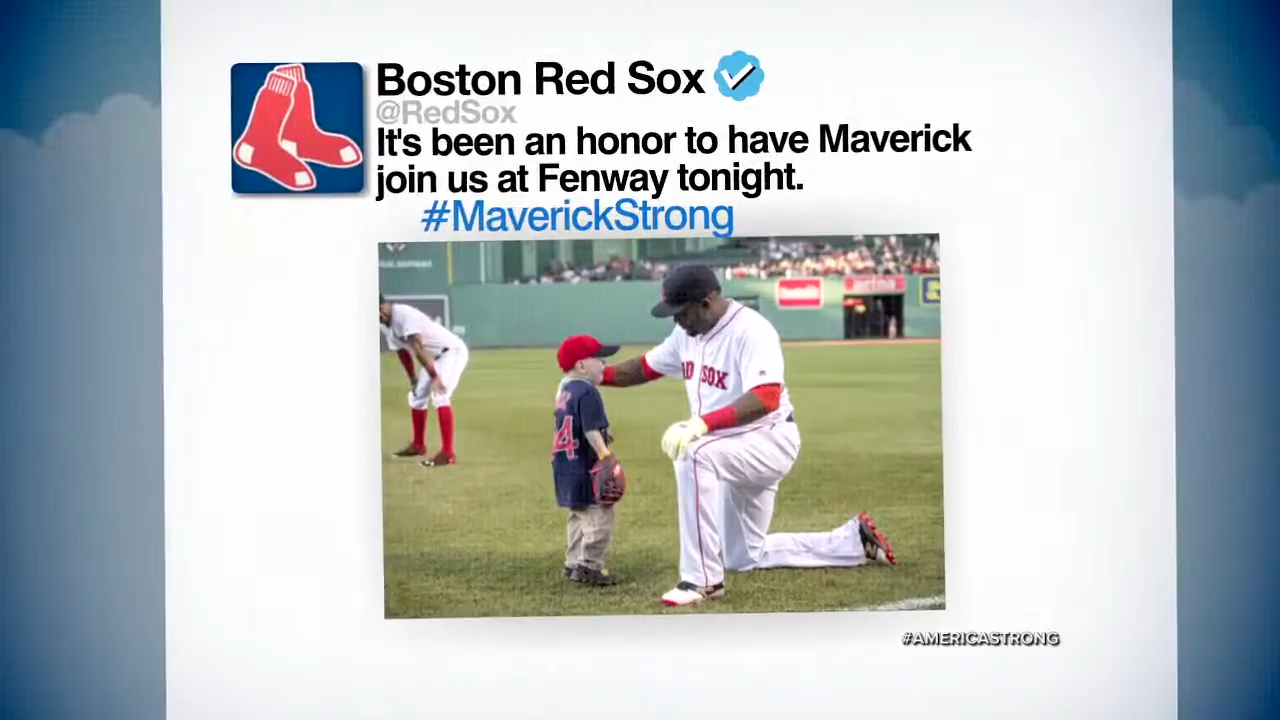 Boston Red Sox
@RedSox
It's been an honor to have Maverick
join us at Fenway tonight.
#MaverickStrong
RED SOX
34
#AMERICASTRONG